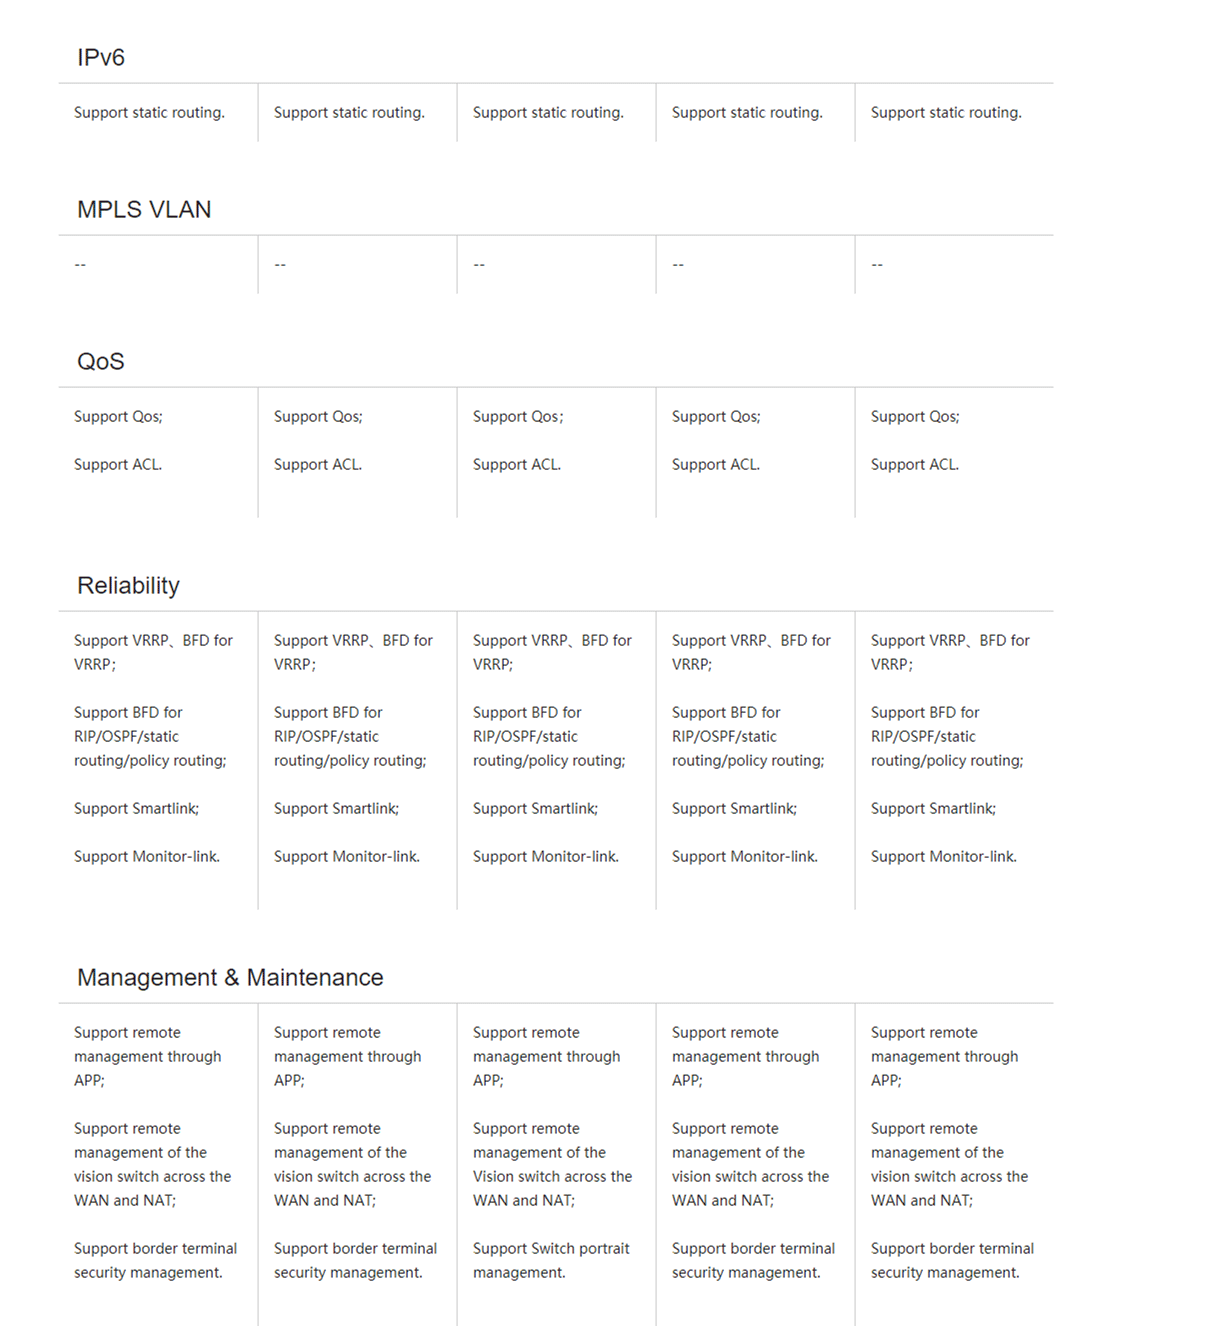 IPv6
Support static routing. Support static routing. Support static routing. Support static routing. Support static routing.
MPLS VLAN
-- -- -- -- --
QoS
Support Qos; Support Qos; Support Qos； Support Qos; Support Qos;
Support ACL. Support ACL. Support ACL. Support ACL. Support ACL.
Reliability
Support VRRP、BFD for Support VRRP、BFD for Support VRRP、BFD for Support VRRP、BFD for Support VRRP、BFD for
VRRP； VRRP； VRRP; VRRP; VRRP；
Support BFD for Support BFD for Support BFD for Support BFD for Support BFD for
RIP/OSPF/static RIP/OSPF/static RIP/OSPF/static RIP/OSPF/static RIP/OSPF/static
routing/policy routing; routing/policy routing; routing/policy routing; routing/policy routing; routing/policy routing;
Support Smartlink; Support Smartlink; Support Smartlink; Support Smartlink; Support Smartlink;
Support Monitor-link. Support Monitor-link. Support Monitor-link. Support Monitor-link. Support Monitor-link.
Management & Maintenance
Support remote Support remote Support remote Support remote Support remote
management through management through management through management through management through
APP; APP; APP; APP; APP;
Support remote Support remote Support remote Support remote Support remote
management of the management of the management of the management of the management of the
vision switch across the vision switch across the Vision switch across the vision switch across the vision switch across the
WAN and NAT; WAN and NAT; WAN and NAT; WAN and NAT; WAN and NAT;
Support border terminal Support border terminal Support Switch portrait Support border terminal Support border terminal
security management. security management. management. security management. security management.